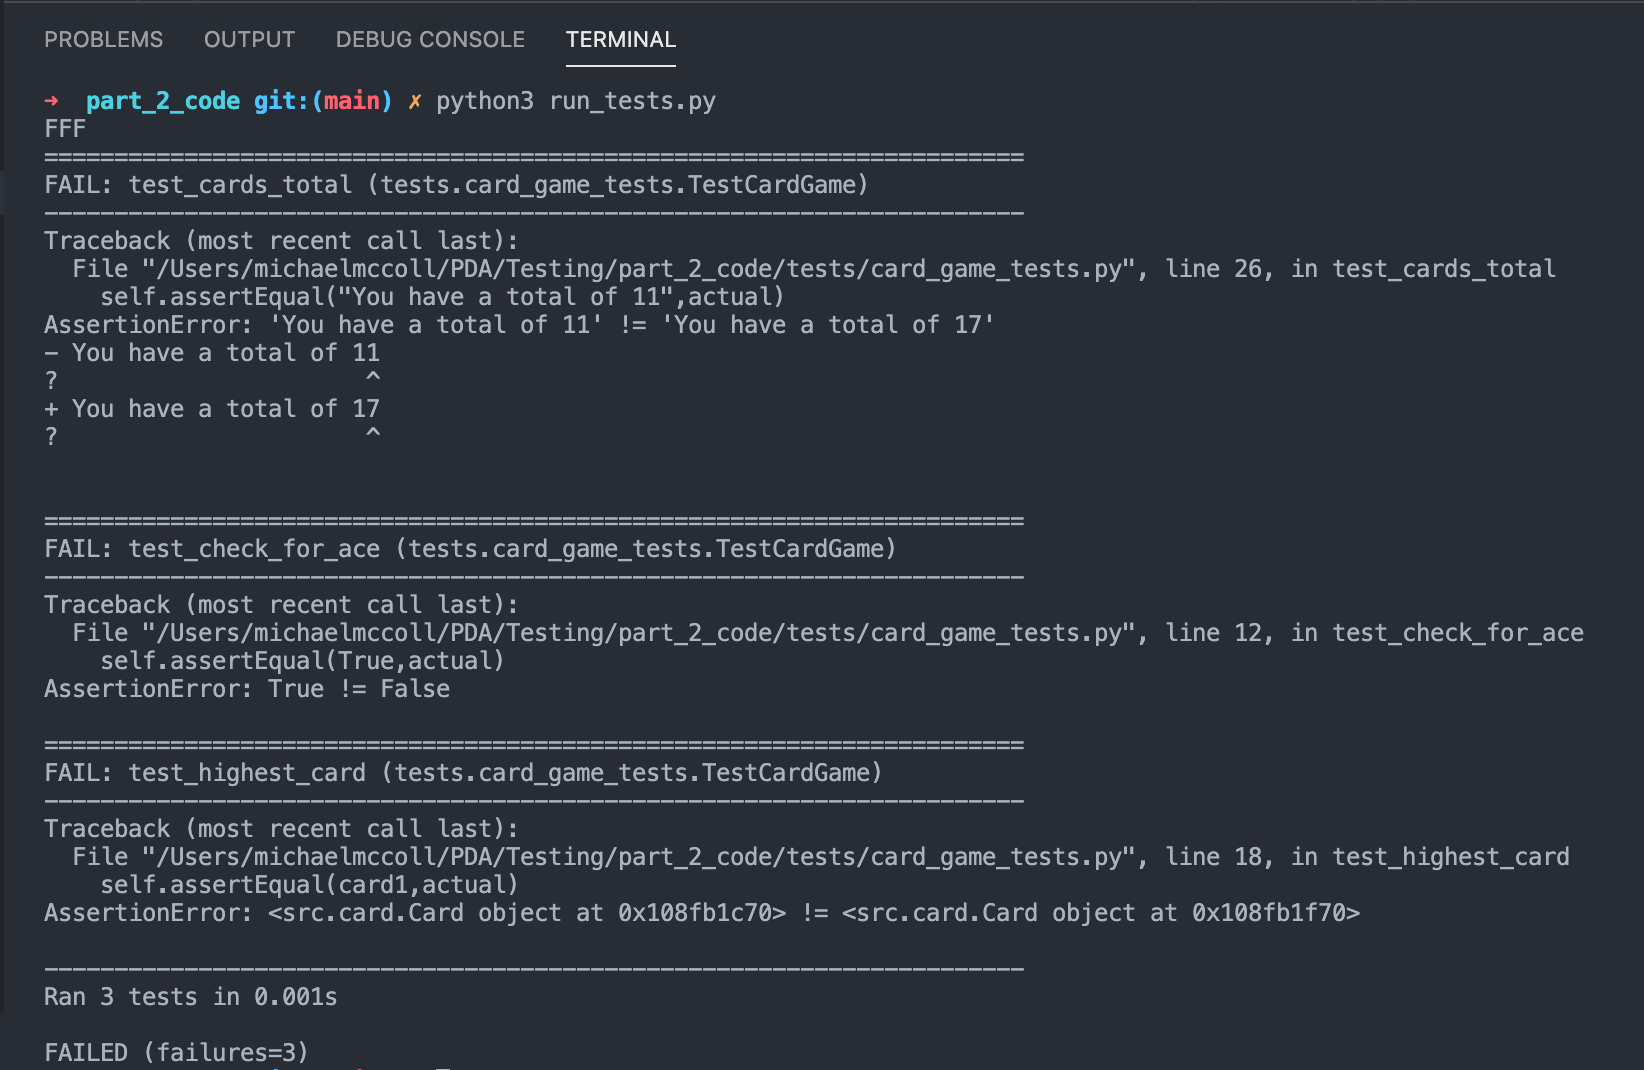 PROBLEMS OUTPUT DEBUG CONSOLE TERMINAL
➜ part_2_code git:(main) ✗ python3 run_tests.py
FFF
======================================================================
FAIL: test_cards_total (tests.card_game_tests.TestCardGame)
----------------------------------------------------------------------
Traceback (most recent call last):
  File "/Users/michaelmccoll/PDA/Testing/part_2_code/tests/card_game_tests.py", line 26, in test_cards_total
    self.assertEqual("You have a total of 11",actual)
AssertionError: 'You have a total of 11' != 'You have a total of 17'
- You have a total of 11
?                      ^
+ You have a total of 17
?                      ^
======================================================================
FAIL: test_check_for_ace (tests.card_game_tests.TestCardGame)
----------------------------------------------------------------------
Traceback (most recent call last):
  File "/Users/michaelmccoll/PDA/Testing/part_2_code/tests/card_game_tests.py", line 12, in test_check_for_ace
    self.assertEqual(True,actual)
AssertionError: True != False
======================================================================
FAIL: test_highest_card (tests.card_game_tests.TestCardGame)
----------------------------------------------------------------------
Traceback (most recent call last):
  File "/Users/michaelmccoll/PDA/Testing/part_2_code/tests/card_game_tests.py", line 18, in test_highest_card
    self.assertEqual(card1,actual)
AssertionError: <src.card.Card object at 0x108fb1c70> != <src.card.Card object at 0x108fb1f70>
----------------------------------------------------------------------
Ran 3 tests in 0.001s
FAILED (failures=3)